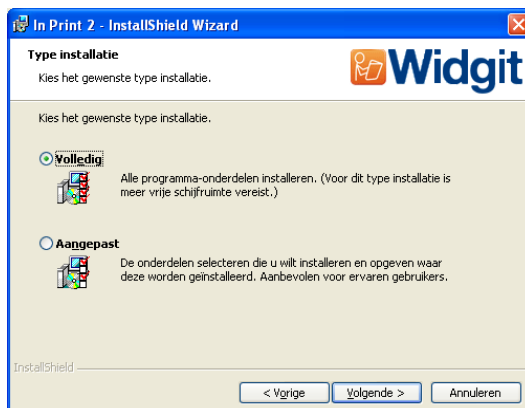 In Print 2 - InstallShield Wizard
Type installatie
Kies het gewenste type installatie.
Widgit
Kies het gewenste type installatie.
Volledig
Alle programma-onderdelen installeren. (Voor dit type installatie is
meer vrije schijfruimte vereist.)
Aangepast
De onderdelen selecteren die u wilt installeren en opgeven waar
deze worden geïnstalleerd. Aanbevolen voor ervaren gebruikers.
InstallShield
< Vorige
Volgende >
Annuleren